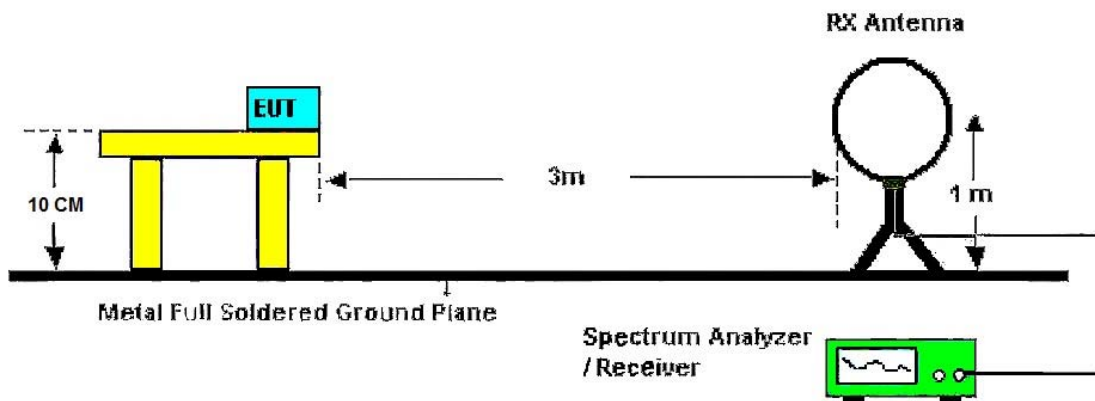 RX Antenna
EUT
3m
1 m
10 CM
Metal Full Soldered Ground Plane
Spectrum Analyzer
/ Receiver